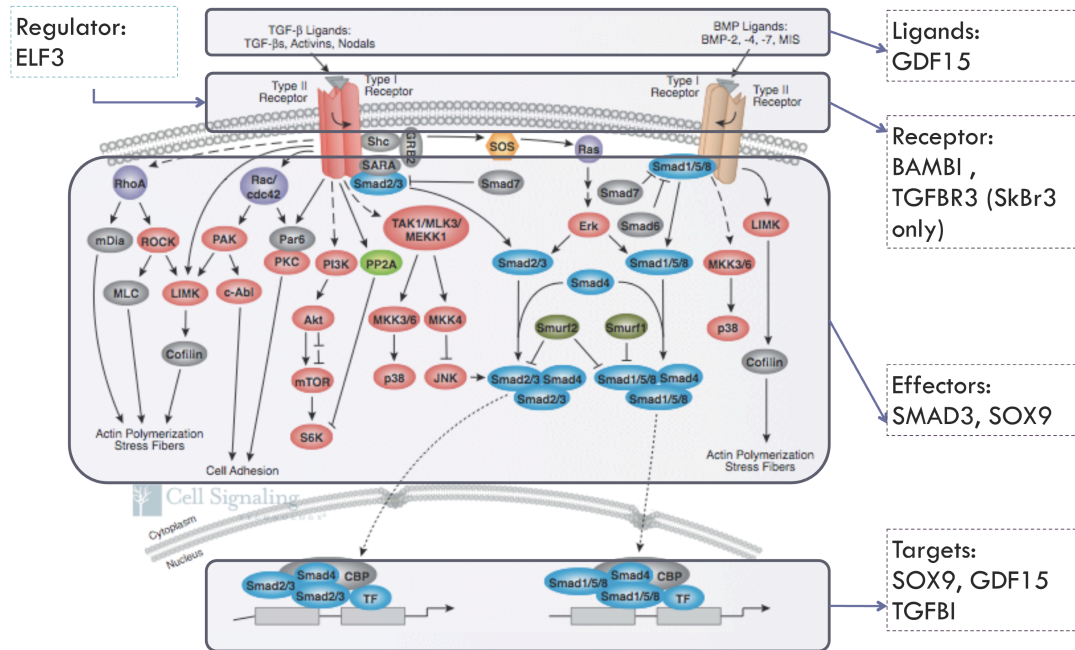 Regulator:
ELF3
TGF-β Ligands:
TGF-βs, Activins, Nodals
BMP Ligands:
BMP-2, -4, -7, MIS
Ligands:
GDF15
Type II
Receptor
Type I
Receptor
Type I
Receptor
Type II
Receptor
Receptor:
BAMBI ,
TGFBR3 (SkBr3
only)
Shc
GRB2
SOS
Ras
SARA
Smad2/3
Smad7
Smad1/5/8
Smad7
Smad6
RhoA
Rac/
cdc42
TAK1/MLK3/
MEKK1
Erk
LIMK
mDia
ROCK
PAK
Par6
PKC
PI3K
PP2A
Smad2/3
Smad1/5/8
MKK3/6
MLC
LIMK
c-Abl
Smad4
Akt
MKK3/6
MKK4
Smurf2
Smurf1
p38
Cofilin
Cofilin
mTOR
p38
JNK
Smad2/3
Smad4
Smad2/3
Smad1/5/8
Smad4
Smad1/5/8
Effectors:
SMAD3, SOX9
S6K
Actin Polymerization
Stress Fibers
Cell Adhesion
Actin Polymerization
Stress Fibers
Cell Signaling
TECHNOLOGY®
Cytoplasm
Nucleus
Targets:
SOX9, GDF15
TGFBI
Smad2/3
Smad4
CBP
Smad2/3
TF
Smad1/5/8
Smad4
CBP
Smad1/5/8
TF